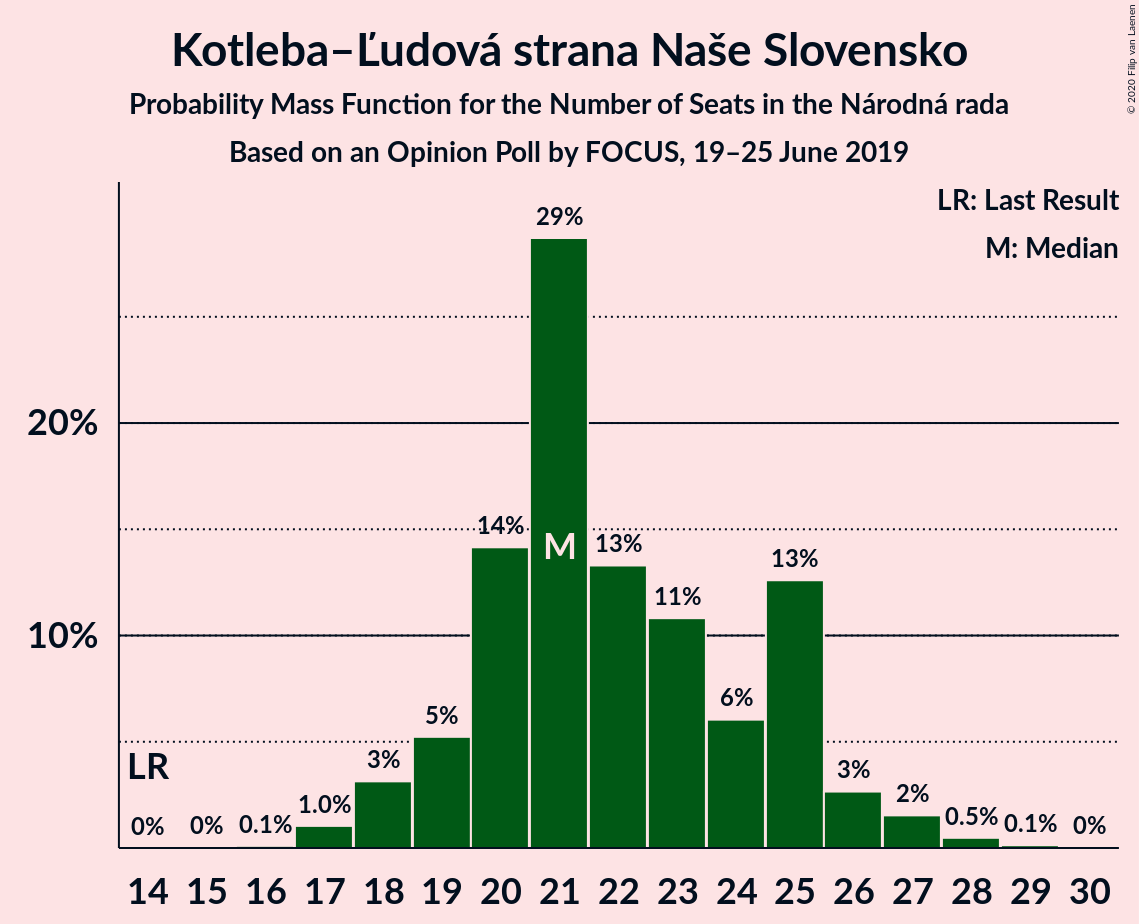 Kotleba–Ľudová strana Naše Slovensko
Probability Mass Function for the Number of Seats in the Národná rada
Based on an Opinion Poll by FOCUS, 19–25 June 2019
© 2020 Filip van Laenen
LR: Last Result
M: Median
20%
10%
LR
M
0% 0% 0.1% 1.0% 3% 5% 14% 29% 13% 11% 6% 13% 3% 2% 0.5% 0.1% 0%
14 15 16 17 18 19 20 21 22 23 24 25 26 27 28 29 30